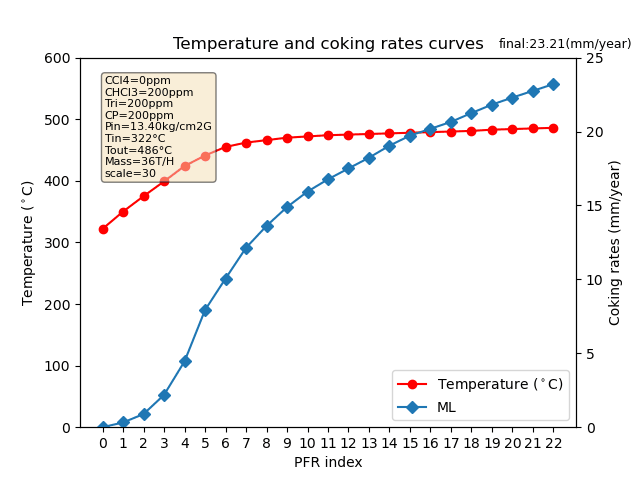 Temperature and coking rates curves
final:23.21(mm/year)
CCl4=0ppm
CHCl3=200ppm
Tri=200ppm
CP=200ppm
Pin=13.40kg/cm2G
Tin=322°C
Tout=486°C
Mass=36T/H
scale=30
Temperature (°C)
600
500
400
300
200
100
0
25
20
15
10
5
0
Coking rates (mm/year)
Temperature (°C)
ML
0 1 2 3 4 5 6 7 8 9 10 11 12 13 14 15 16 17 18 19 20 21 22
PFR index